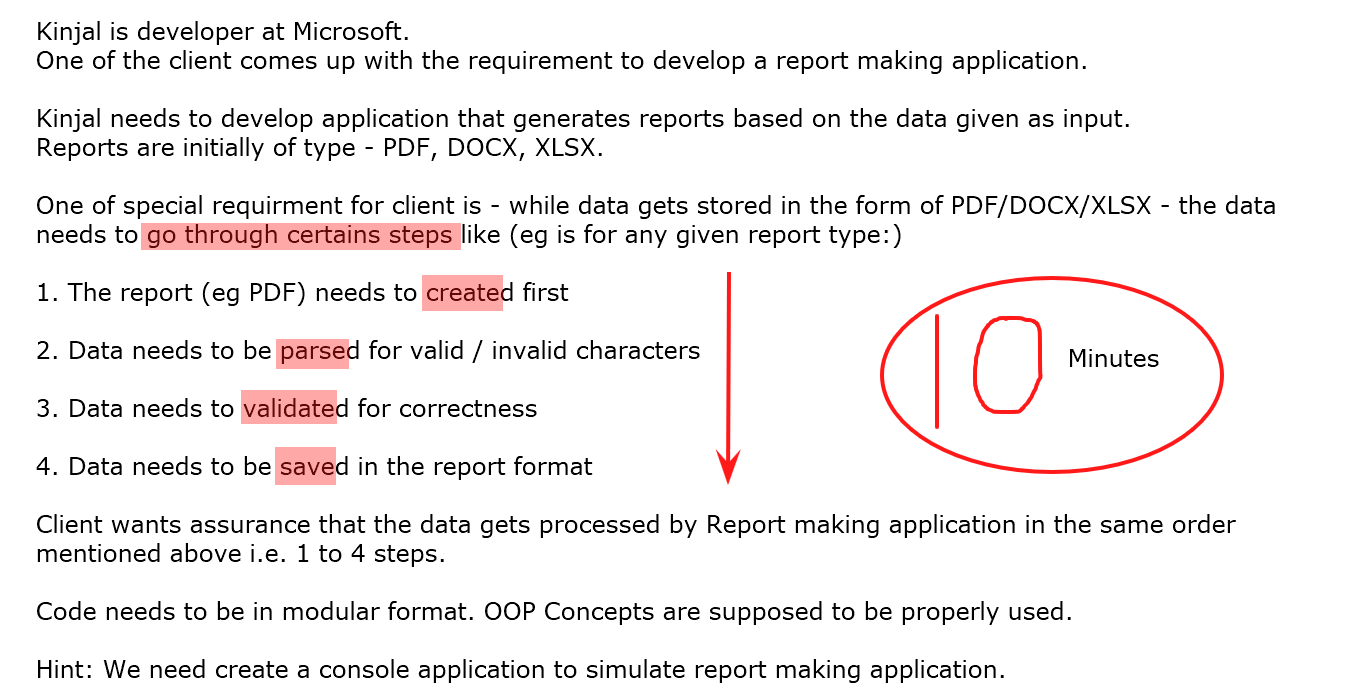 Kinjal is developer at Microsoft.
One of the client comes up with the requirement to develop a report making application.
Kinjal needs to develop application that generates reports based on the data given as input.
Reports are initially of type - PDF, DOCX, XLSX.
One of special requirment for client is - while data gets stored in the form of PDF/DOCX/XLSX - the data
needs to go through certains steps like (eg is for any given report type:)
1. The report (eg PDF) needs to created first
2. Data needs to be parsed for valid / invalid characters
3. Data needs to validated for correctness
4. Data needs to be saved in the report format
10 Minutes
Client wants assurance that the data gets processed by Report making application in the same order
mentioned above i.e. 1 to 4 steps.
Code needs to be in modular format. OOP Concepts are supposed to be properly used.
Hint: We need create a console application to simulate report making application.